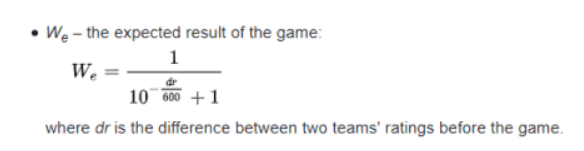 • Wₑ – the expected result of the game:
Wₑ = 1 / (10^(-dr/600) + 1)
where dr is the difference between two teams' ratings before the game.